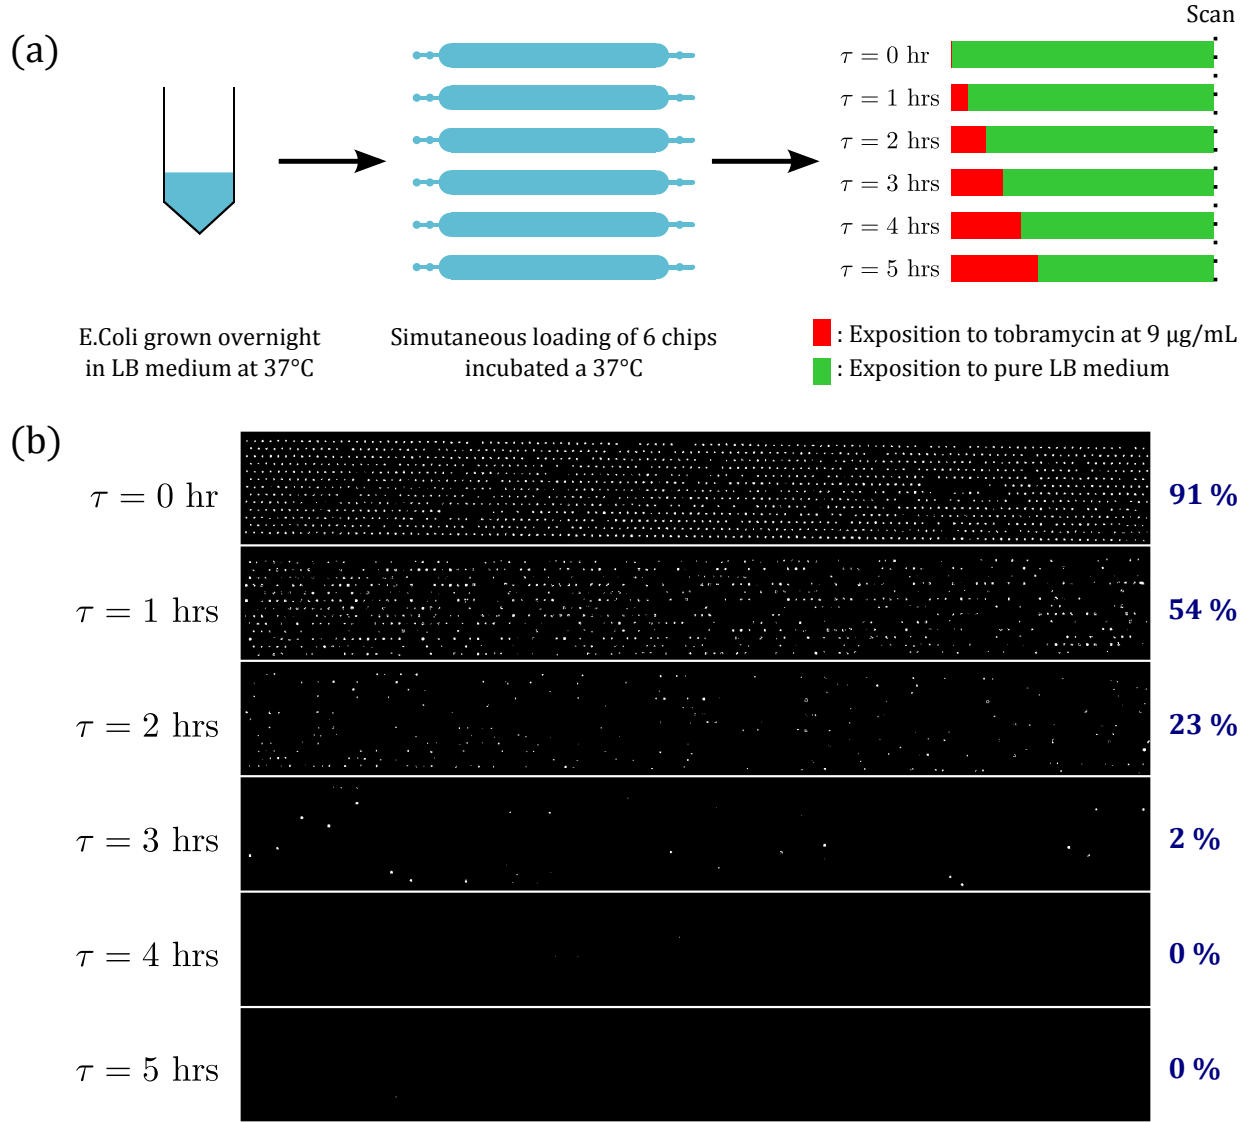 (a)
Scan
τ = 0 hr
τ = 1 hrs
τ = 2 hrs
τ = 3 hrs
τ = 4 hrs
τ = 5 hrs
E.Coli grown overnight
in LB medium at 37°C
Simutaneous loading of 6 chips
incubated a 37°C
: Exposition to tobramycin at 9 µg/mL
: Exposition to pure LB medium
(b)
τ = 0 hr
91 %
τ = 1 hrs
54 %
τ = 2 hrs
23 %
τ = 3 hrs
2 %
τ = 4 hrs
0 %
τ = 5 hrs
0 %